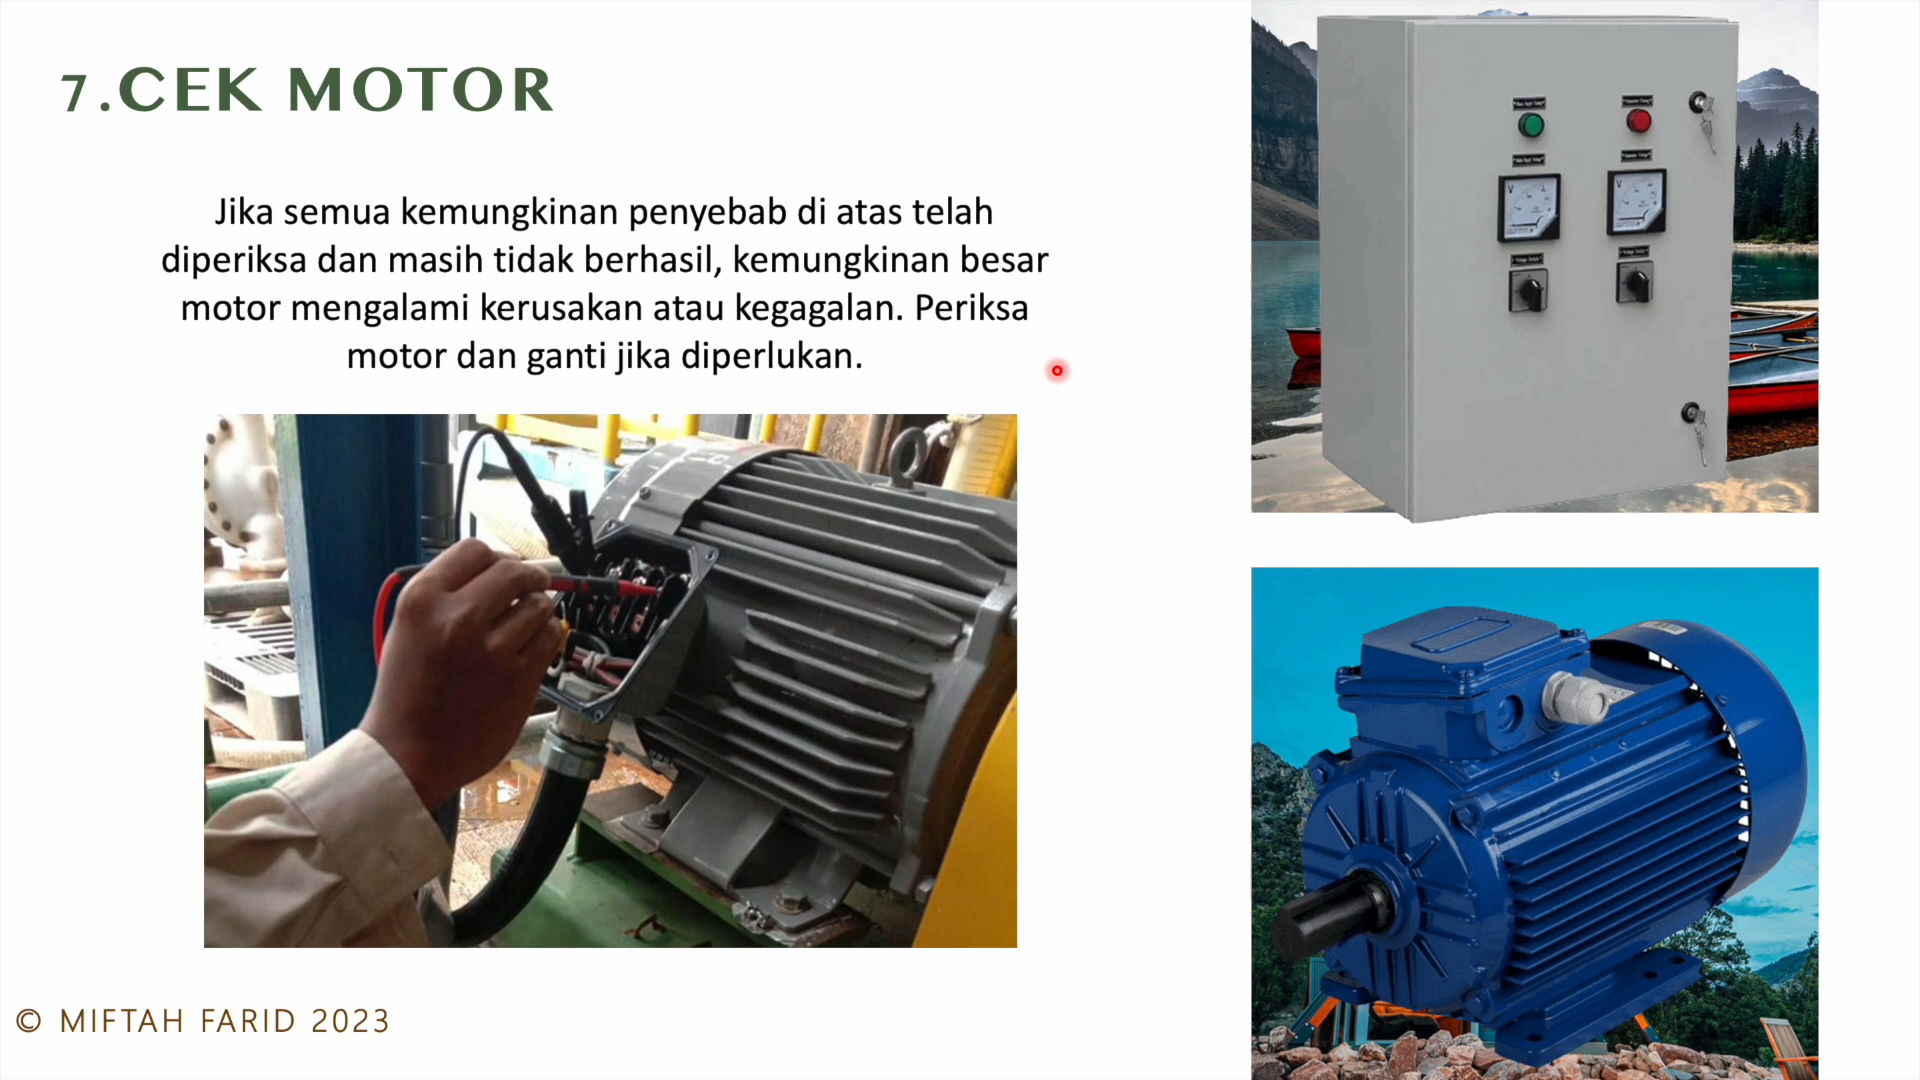 7.CEK MOTOR
Jika semua kemungkinan penyebab di atas telah
diperiksa dan masih tidak berhasil, kemungkinan besar
motor mengalami kerusakan atau kegagalan. Periksa
motor dan ganti jika diperlukan.
V
V
© MIFTAH FARID 2023